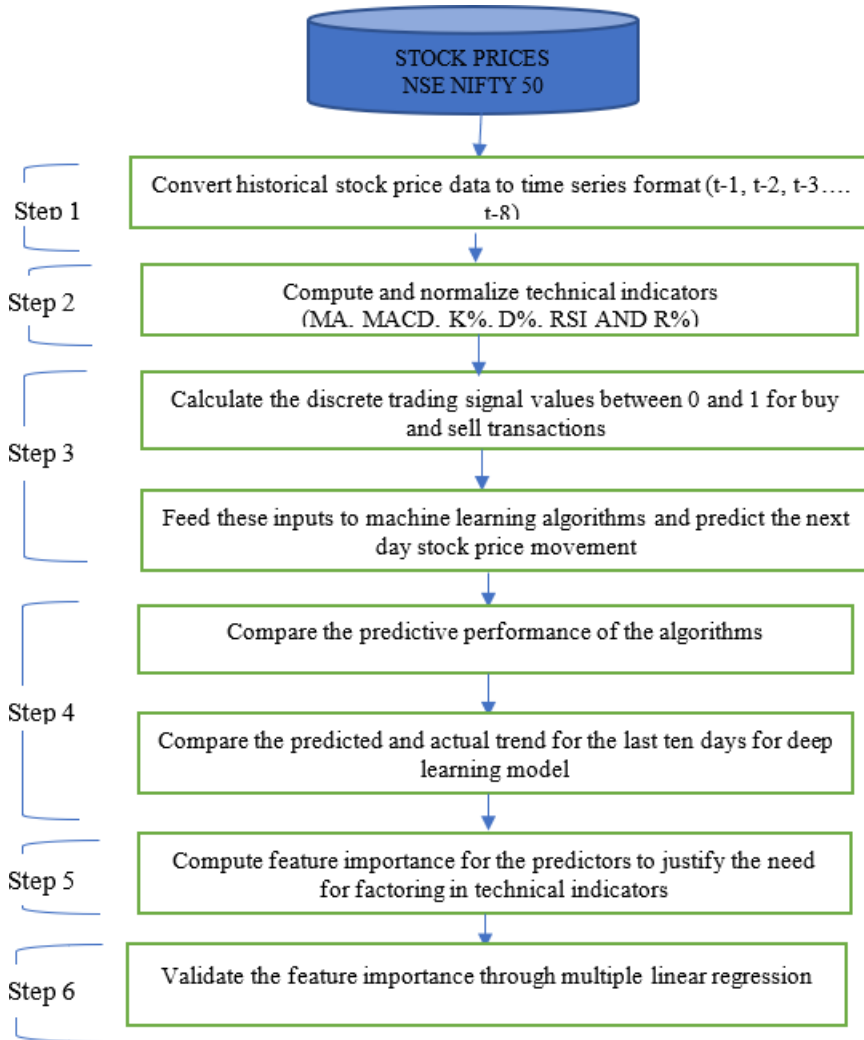 STOCK PRICES
NSE NIFTY 50
Step 1
Convert historical stock price data to time series format (t-1, t-2, t-3….
t-8)
Step 2
Compute and normalize technical indicators
(MA, MACD, K%, D%, RSI AND R%)
Step 3
Calculate the discrete trading signal values between 0 and 1 for buy
and sell transactions
Feed these inputs to machine learning algorithms and predict the next
day stock price movement
Step 4
Compare the predictive performance of the algorithms
Compare the predicted and actual trend for the last ten days for deep
learning model
Step 5
Compute feature importance for the predictors to justify the need
for factoring in technical indicators
Step 6
Validate the feature importance through multiple linear regression